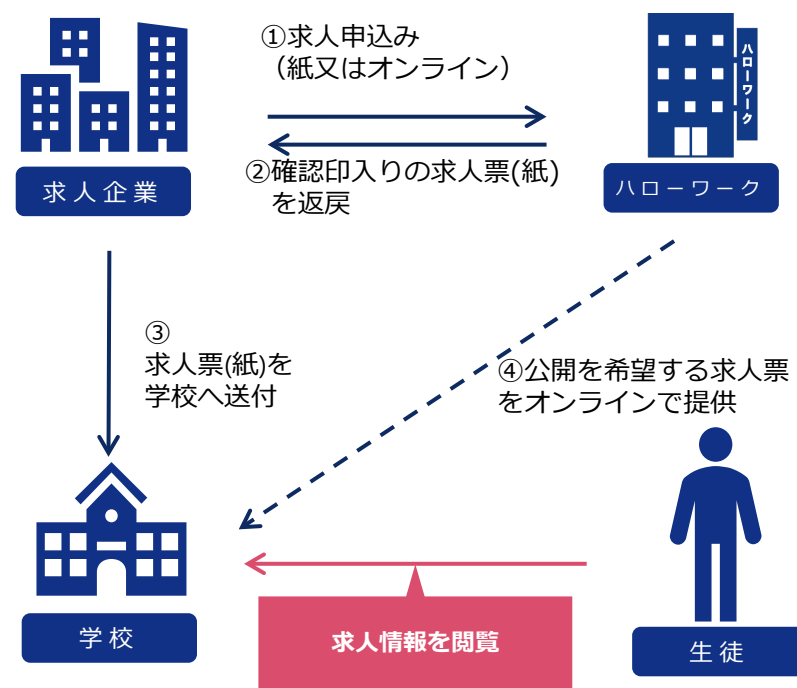 ①求人申込み
（紙又はオンライン）
ハローワーク
②確認印入りの求人票(紙)
を返戻
求人企業
ハローワーク
③
求人票(紙)を
学校へ送付
④公開を希望する求人票
をオンラインで提供
求人情報を閲覧
学校
生徒